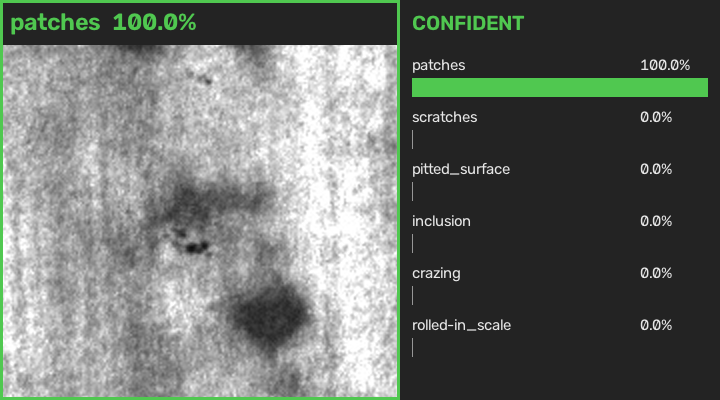 patches 100.0%
CONFIDENT
patches 100.0%
scratches 0.0%
pitted_surface 0.0%
inclusion 0.0%
crazing 0.0%
rolled-in_scale 0.0%